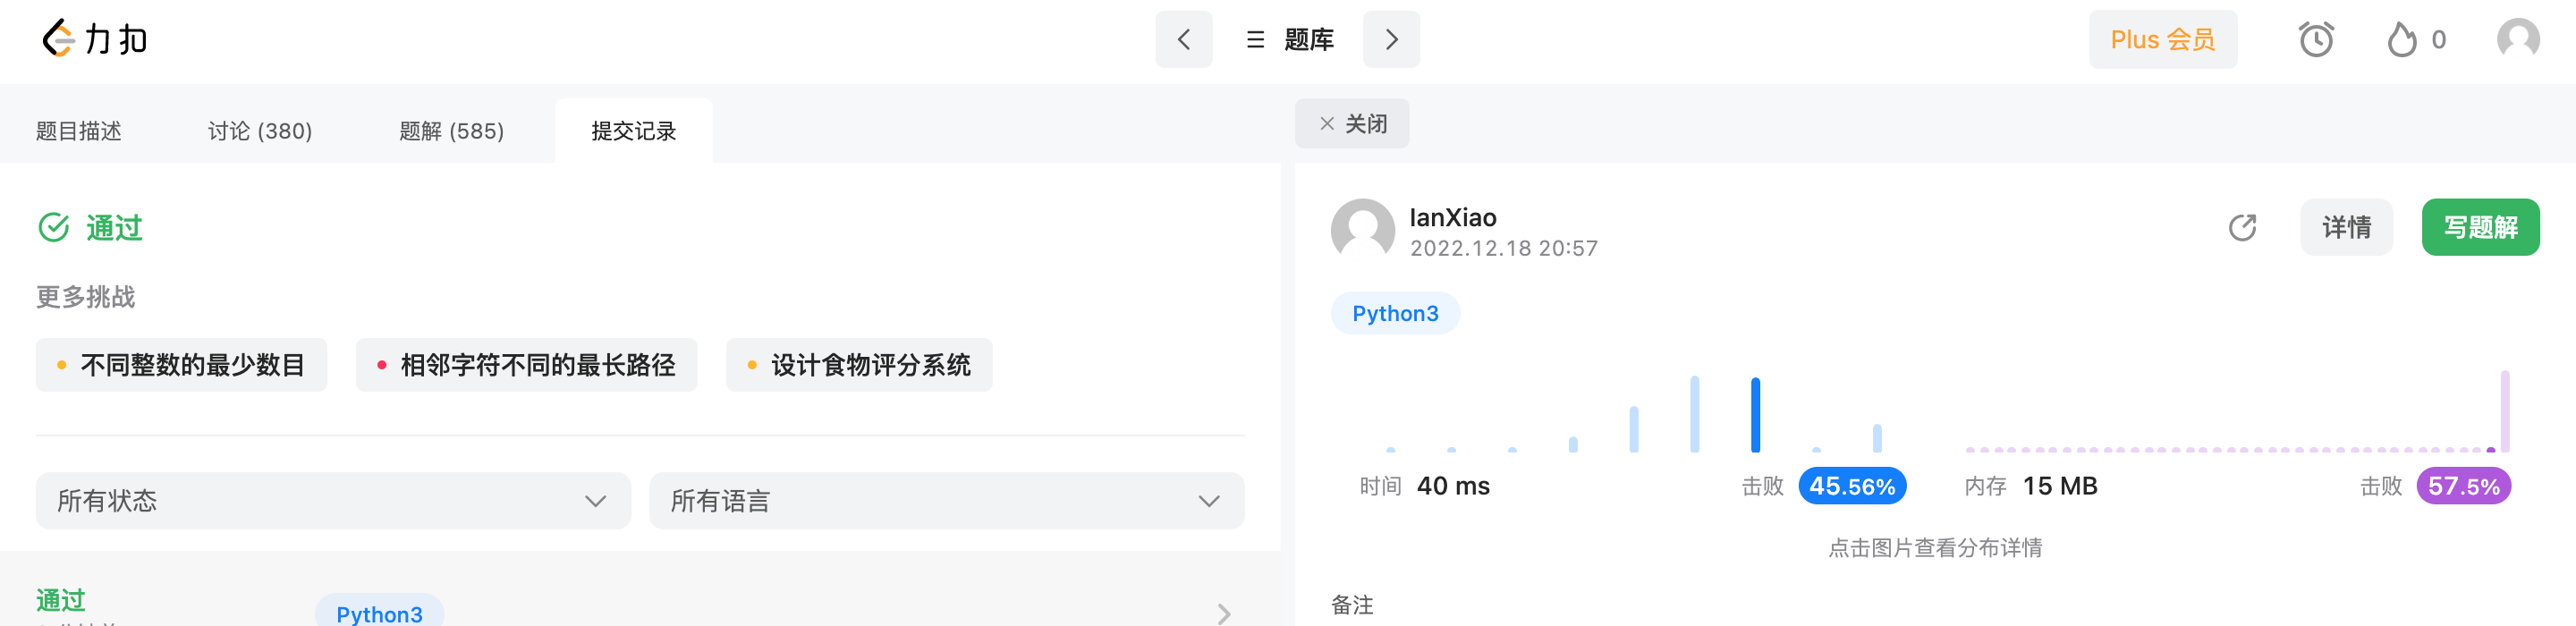 力扣
题库
Plus 会员
0
题目描述
讨论 (380)
题解 (585)
提交记录
通过
更多挑战
不同整数的最少数目
相邻字符不同的最长路径
设计食物评分系统
所有状态
所有语言
通过
Python3
关闭
IanXiao
2022.12.18 20:57
详情
写题解
Python3
时间 40 ms
击败 45.56%
内存 15 MB
击败 57.5%
点击图片查看分布详情
备注